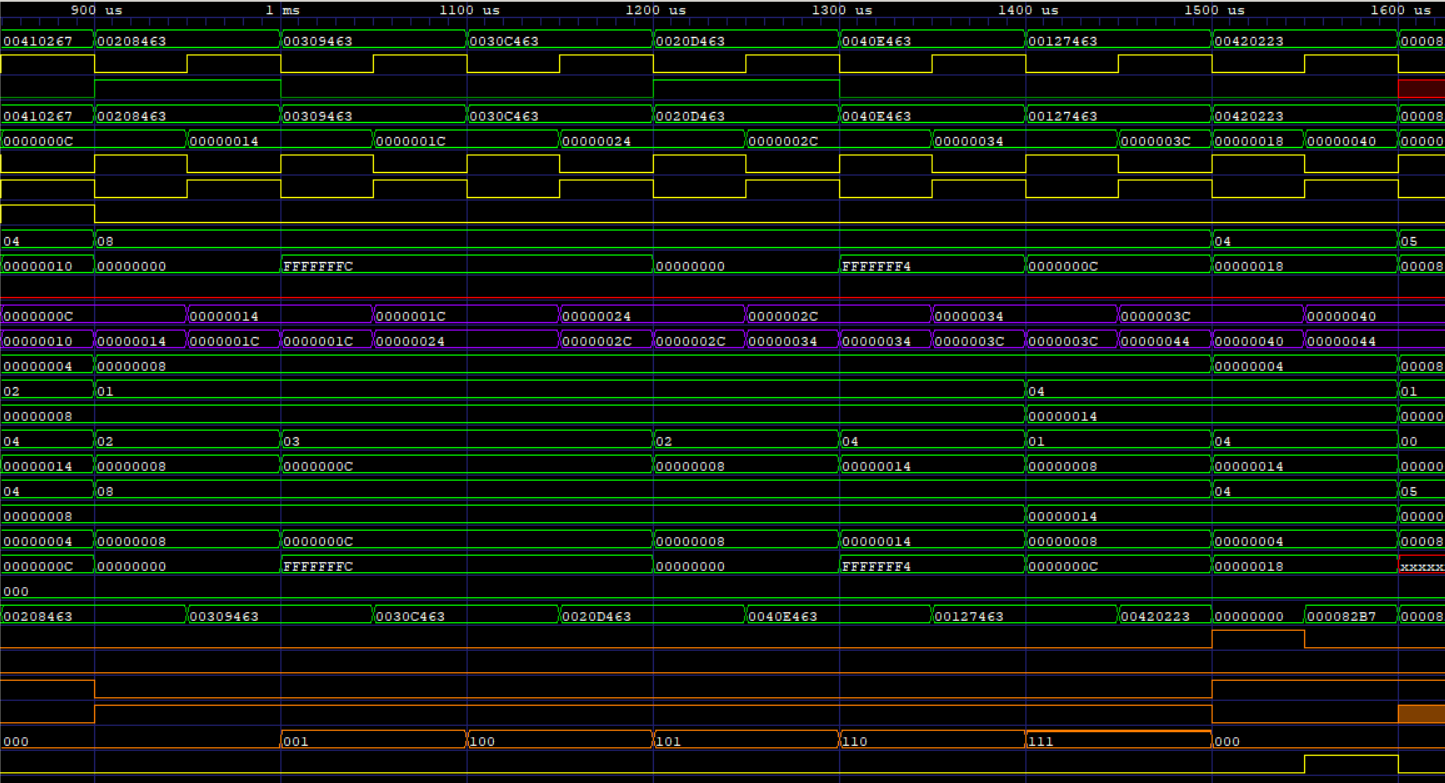 900 us 1 ms 1100 us 1200 us 1300 us 1400 us 1500 us 1600 us
00410267 00208463 00309463 0030C463 0020D463 0040E463 00127463 00420223 00008
00410267 00208463 00309463 0030C463 0020D463 0040E463 00127463 00420223 00008
0000000C 00000014 0000001C 00000024 0000002C 00000034 0000003C 00000018 00000040 00000
04 08 04 05
00000010 00000000 FFFFFFFC 00000000 FFFFFFF4 0000000C 00000018 00008
0000000C 00000014 0000001C 00000024 0000002C 00000034 0000003C 00000040
00000010 00000014 0000001C 0000001C 00000024 0000002C 0000002C 00000034 00000034 0000003C 0000003C 00000044 00000040 00000044
00000004 00000008 00000004 00008
02 01 04 01
00000008 00000014 00000
04 02 03 02 04 01 04 00
00000014 00000008 0000000C 00000008 00000014 00000008 00000014 00000
04 08 04 05
00000008 00000014 00000
00000004 00000008 0000000C 00000008 00000014 00000008 00000004 00008
0000000C 00000000 FFFFFFFC 00000000 FFFFFFF4 0000000C 00000018 xxxxx
000
00208463 00309463 0030C463 0020D463 0040E463 00127463 00420223 00000000 000082B7 00008
000 001 100 101 110 111 000